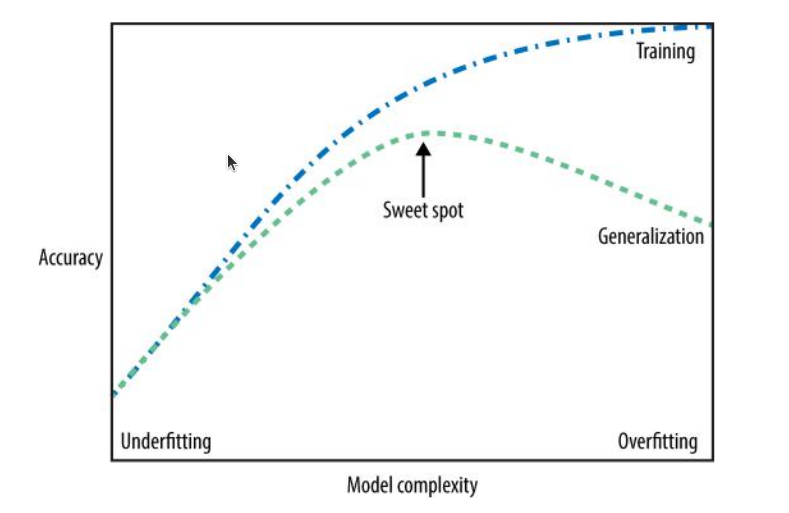 Training
Sweet spot
Generalization
Accuracy
Underfitting
Overfitting
Model complexity